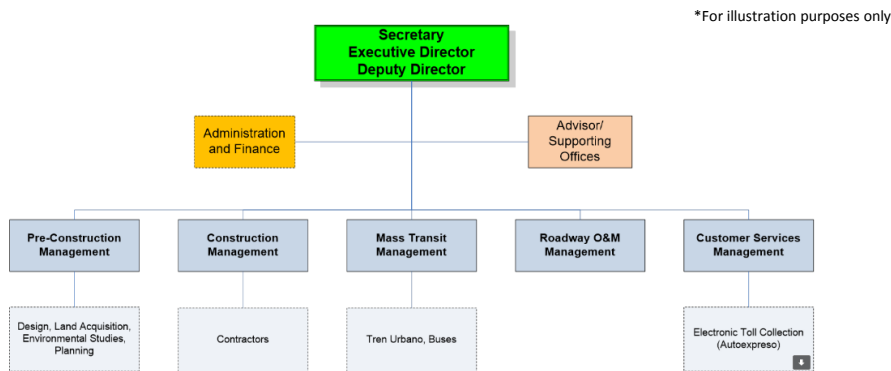 *For illustration purposes only
Secretary
Executive Director
Deputy Director
Administration
and Finance
Advisor/
Supporting
Offices
Pre-Construction
Management
Construction
Management
Mass Transit
Management
Roadway O&M
Management
Customer Services
Management
Design, Land Acquisition,
Environmental Studies,
Planning
Contractors
Tren Urbano, Buses
Electronic Toll Collection
(Autoexpreso)